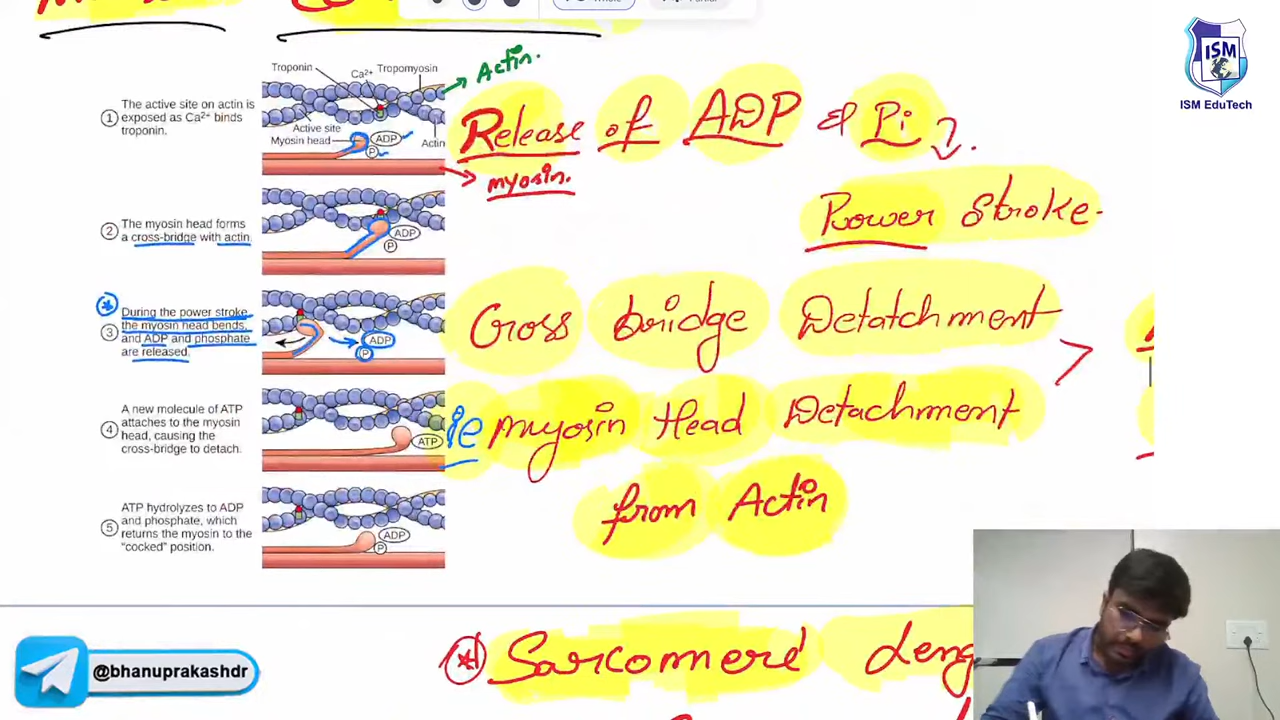 ISM
ISM EduTech
Troponin
Ca²⁺
Tropomyosin
Actin.
① The active site on actin is
exposed as Ca²⁺ binds
troponin.
Active site
Myosin head
ADP
P
Actin
myosin.
Release of ADP & Pi
Power Stroke.
② The myosin head forms
a cross-bridge with actin.
ADP
P
③ During the power stroke,
the myosin head bends,
and ADP and phosphate
are released.
ADP
P
Cross bridge Detatchment
④ A new molecule of ATP
attaches to the myosin
head, causing the
cross-bridge to detach.
ATP
ie myosin Head Detachment
from Actin
⑤ ATP hydrolyzes to ADP
and phosphate, which
returns the myosin to the
"cocked" position.
ADP
P
Sarcomere
@bhanuprakashdr